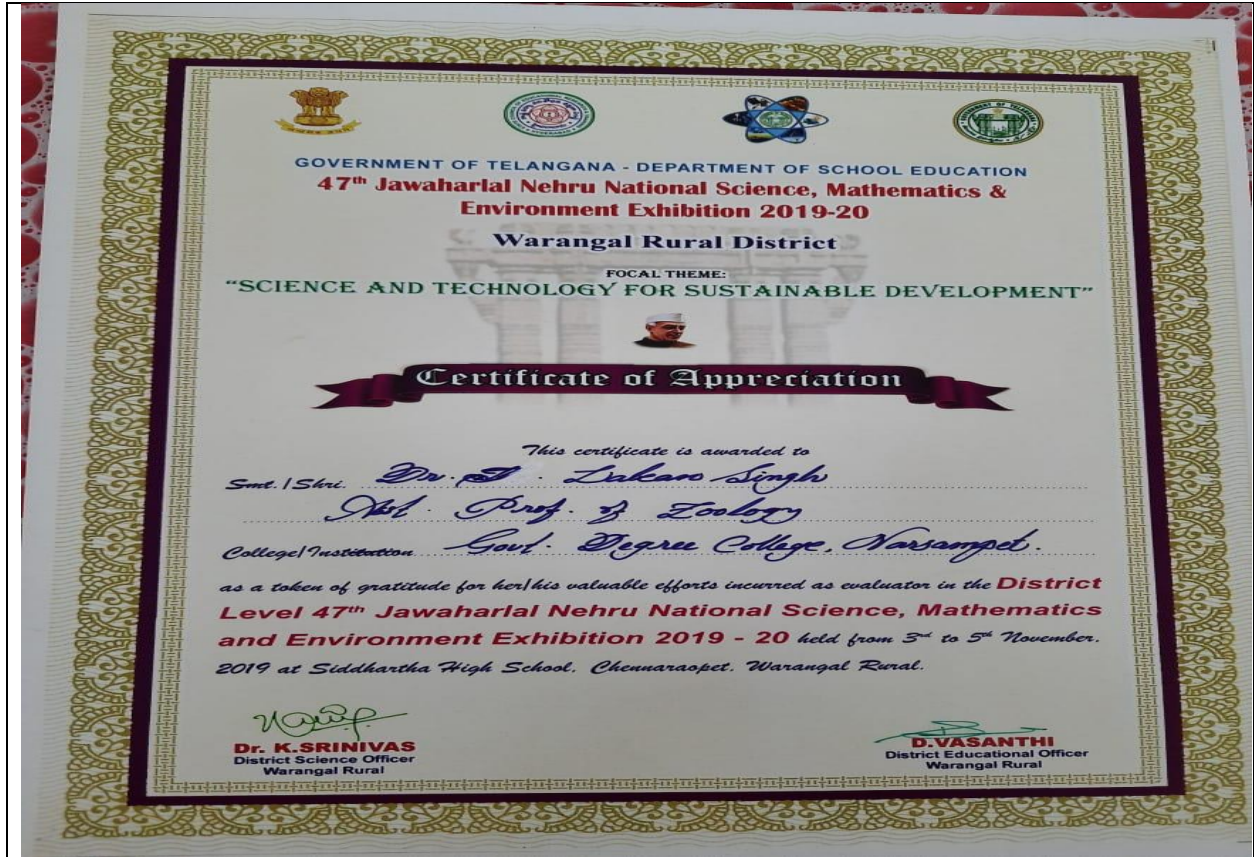 GOVERNMENT OF TELANGANA - DEPARTMENT OF SCHOOL EDUCATION
47th Jawaharlal Nehru National Science, Mathematics &
Environment Exhibition 2019-20
Warangal Rural District
FOCAL THEME:
"SCIENCE AND TECHNOLOGY FOR SUSTAINABLE DEVELOPMENT"
Certificate of Appreciation
This certificate is awarded to
Smt. / Shri. Dr. Lakan Singh
Asst. Prof. of Zoology
College/Institution Govt. Degree College, Narsampet.
as a token of gratitude for her/his valuable efforts incurred as evaluator in the District
Level 47th Jawaharlal Nehru National Science, Mathematics
and Environment Exhibition 2019 - 20 held from 3rd to 5th November,
2019 at Siddhartha High School, Chennaraopet, Warangal Rural.
Dr. K.SRINIVAS
District Science Officer
Warangal Rural
D.VASANTHI
District Educational Officer
Warangal Rural